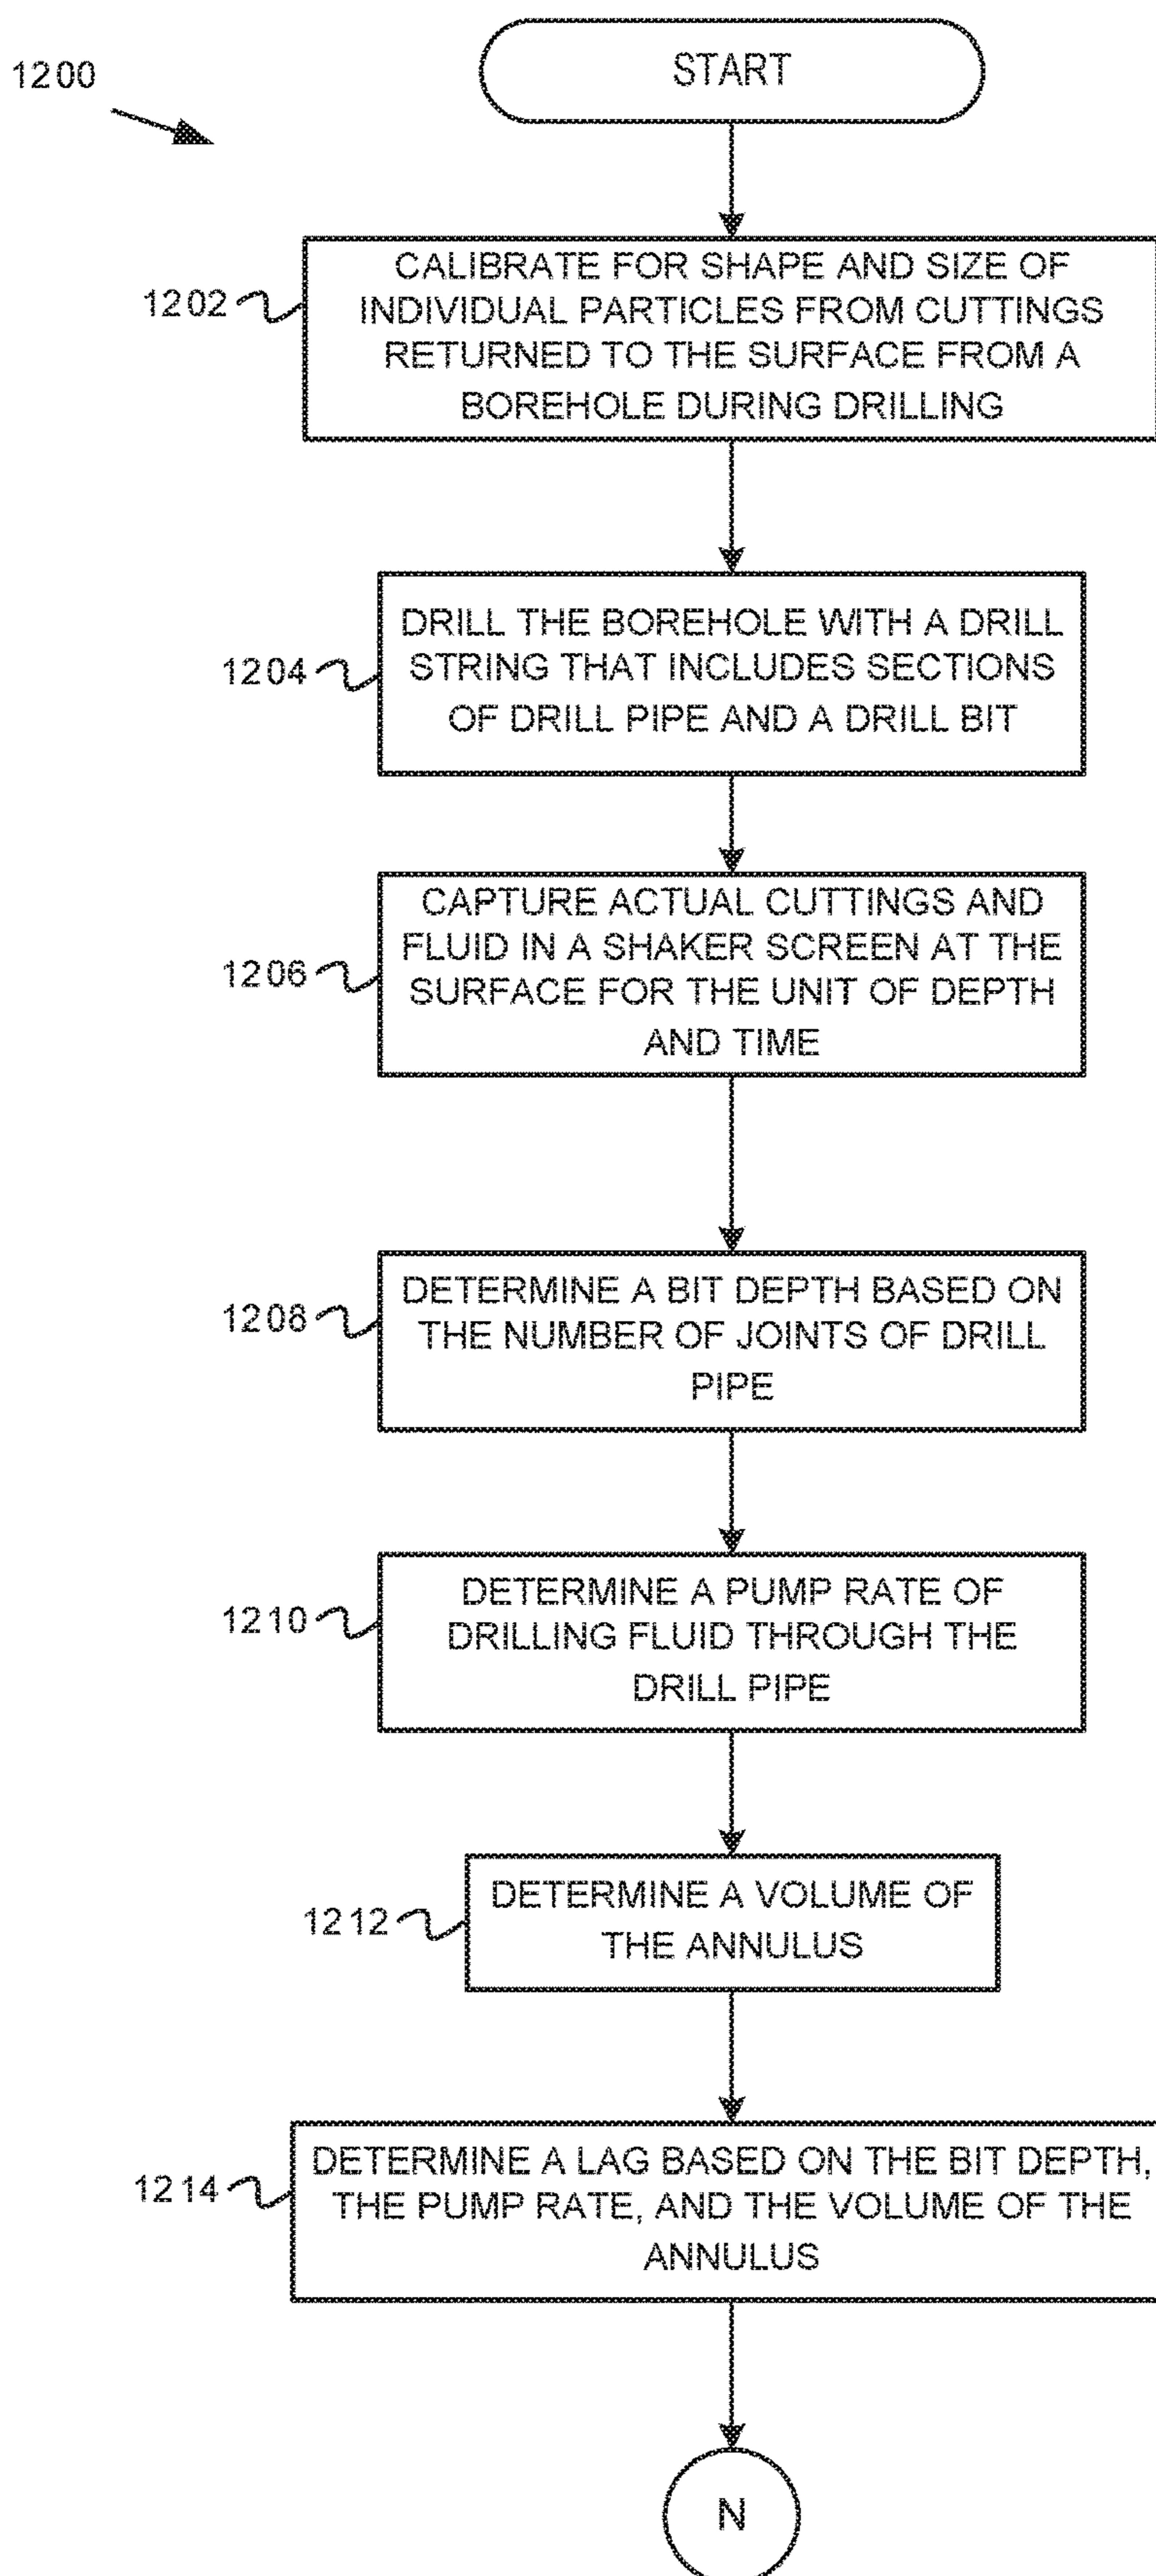 1200
START
1202
CALIBRATE FOR SHAPE AND SIZE OF
INDIVIDUAL PARTICLES FROM CUTTINGS
RETURNED TO THE SURFACE FROM A
BOREHOLE DURING DRILLING
1204
DRILL THE BOREHOLE WITH A DRILL
STRING THAT INCLUDES SECTIONS
OF DRILL PIPE AND A DRILL BIT
1206
CAPTURE ACTUAL CUTTINGS AND
FLUID IN A SHAKER SCREEN AT THE
SURFACE FOR THE UNIT OF DEPTH
AND TIME
1208
DETERMINE A BIT DEPTH BASED ON
THE NUMBER OF JOINTS OF DRILL
PIPE
1210
DETERMINE A PUMP RATE OF
DRILLING FLUID THROUGH THE
DRILL PIPE
1212
DETERMINE A VOLUME OF
THE ANNULUS
1214
DETERMINE A LAG BASED ON THE BIT DEPTH,
THE PUMP RATE, AND THE VOLUME OF THE
ANNULUS
N